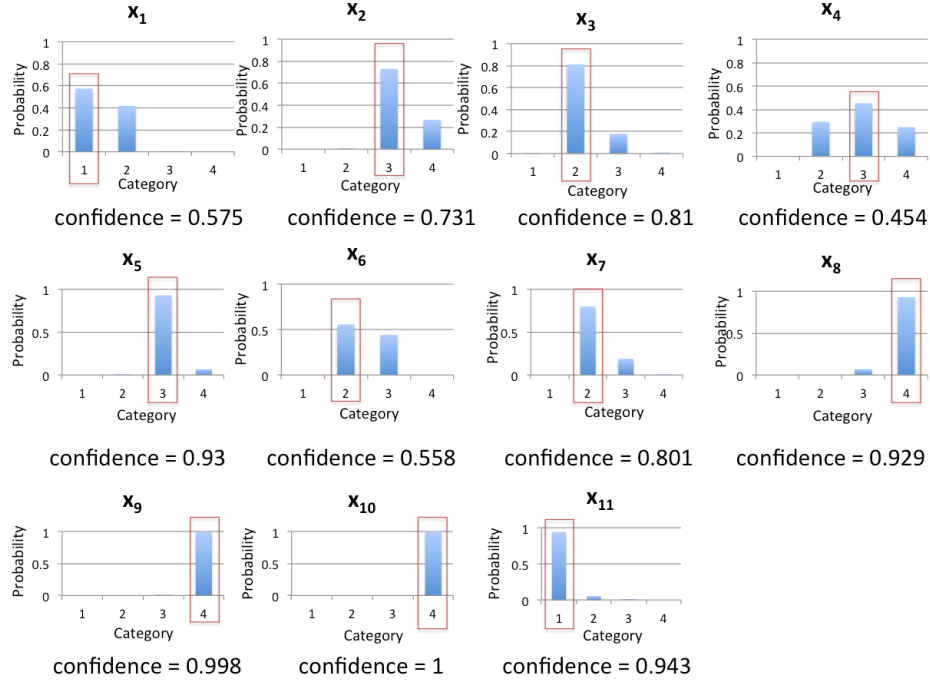 x1
Probability
1
0.8
0.6
0.4
0.2
0
1 2 3 4
Category
confidence = 0.575
x2
Probability
1
0.8
0.6
0.4
0.2
0
1 2 3 4
Category
confidence = 0.731
x3
Probability
1
0.8
0.6
0.4
0.2
0
1 2 3 4
Category
confidence = 0.81
x4
Probability
1
0.8
0.6
0.4
0.2
0
1 2 3 4
Category
confidence = 0.454
x5
Probability
1
0.5
0
1 2 3 4
Category
confidence = 0.93
x6
Probability
1
0.5
0
1 2 3 4
Category
confidence = 0.558
x7
Probability
1
0.5
0
1 2 3 4
Category
confidence = 0.801
x8
Probability
1
0.5
0
1 2 3 4
Category
confidence = 0.929
x9
Probability
1
0.5
0
1 2 3 4
Category
confidence = 0.998
x10
Probability
1
0.5
0
1 2 3 4
Category
confidence = 1
x11
Probability
1
0.5
0
1 2 3 4
Category
confidence = 0.943